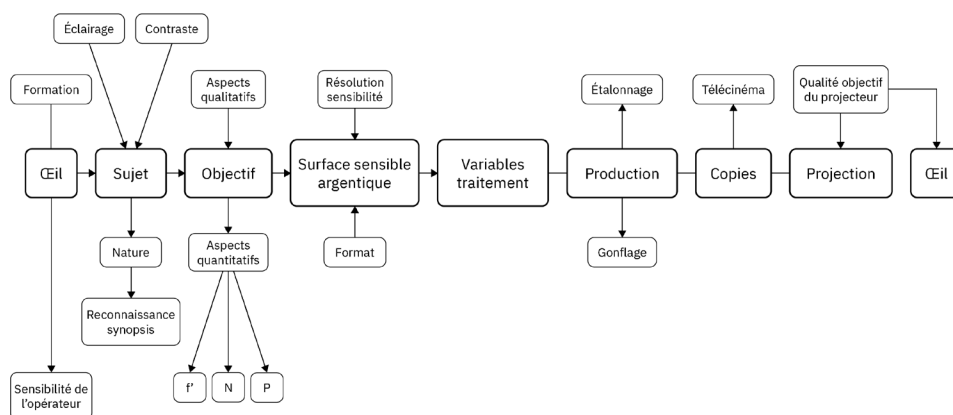 Éclairage
Contraste
Formation
Aspects
qualitatifs
Résolution
sensibilité
Étalonnage
Télécinéma
Qualité objectif
du projecteur
Œil
Sujet
Objectif
Surface sensible
argentique
Variables
traitement
Production
Copies
Projection
Œil
Nature
Aspects
quantitatifs
Format
Gonflage
Reconnaissance
synopsis
Sensibilité de
l’opérateur
f’
N
P